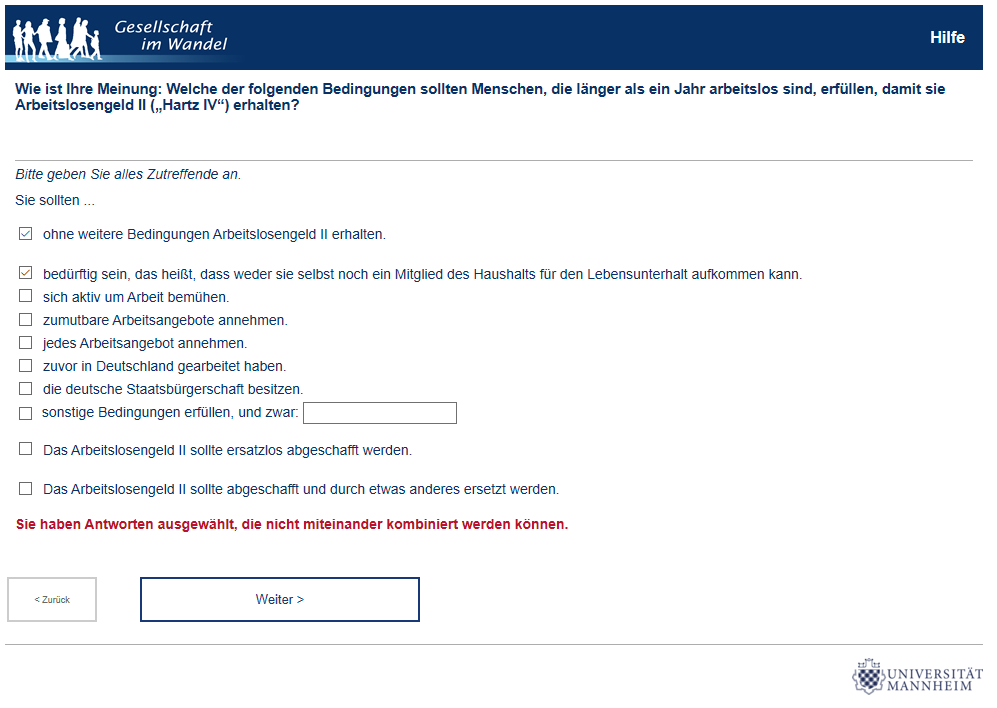 Gesellschaft
im Wandel
Hilfe
Wie ist Ihre Meinung: Welche der folgenden Bedingungen sollten Menschen, die länger als ein Jahr arbeitslos sind, erfüllen, damit sie
Arbeitslosengeld II („Hartz IV“) erhalten?
Bitte geben Sie alles Zutreffende an.
Sie sollten ...
ohne weitere Bedingungen Arbeitslosengeld II erhalten.
bedürftig sein, das heißt, dass weder sie selbst noch ein Mitglied des Haushalts für den Lebensunterhalt aufkommen kann.
sich aktiv um Arbeit bemühen.
zumutbare Arbeitsangebote annehmen.
jedes Arbeitsangebot annehmen.
zuvor in Deutschland gearbeitet haben.
die deutsche Staatsbürgerschaft besitzen.
sonstige Bedingungen erfüllen, und zwar:
Das Arbeitslosengeld II sollte ersatzlos abgeschafft werden.
Das Arbeitslosengeld II sollte abgeschafft und durch etwas anderes ersetzt werden.
Sie haben Antworten ausgewählt, die nicht miteinander kombiniert werden können.
< Zurück
Weiter >
UNIVERSITÄT
MANNHEIM